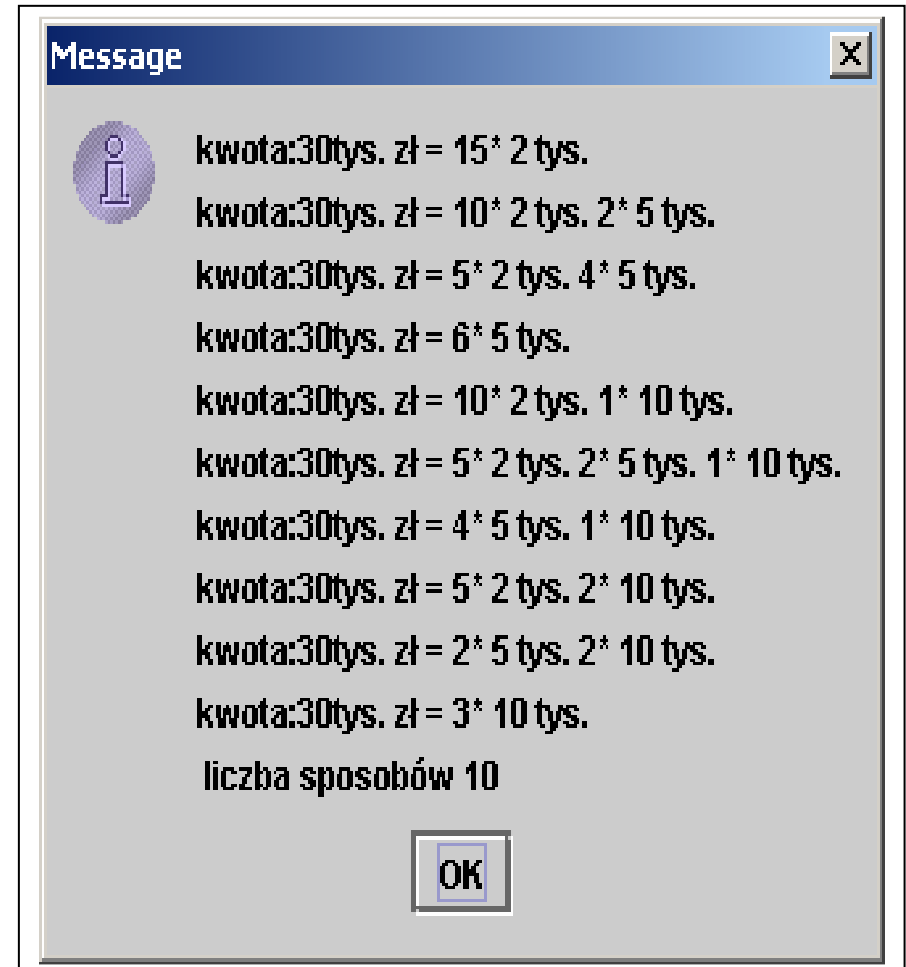 Message
kwota:30tys. zł = 15* 2 tys.
kwota:30tys. zł = 10* 2 tys. 2* 5 tys.
kwota:30tys. zł = 5* 2 tys. 4* 5 tys.
kwota:30tys. zł = 6* 5 tys.
kwota:30tys. zł = 10* 2 tys. 1* 10 tys.
kwota:30tys. zł = 5* 2 tys. 2* 5 tys. 1* 10 tys.
kwota:30tys. zł = 4* 5 tys. 1* 10 tys.
kwota:30tys. zł = 5* 2 tys. 2* 10 tys.
kwota:30tys. zł = 2* 5 tys. 2* 10 tys.
kwota:30tys. zł = 3* 10 tys.
liczba sposobów 10
OK